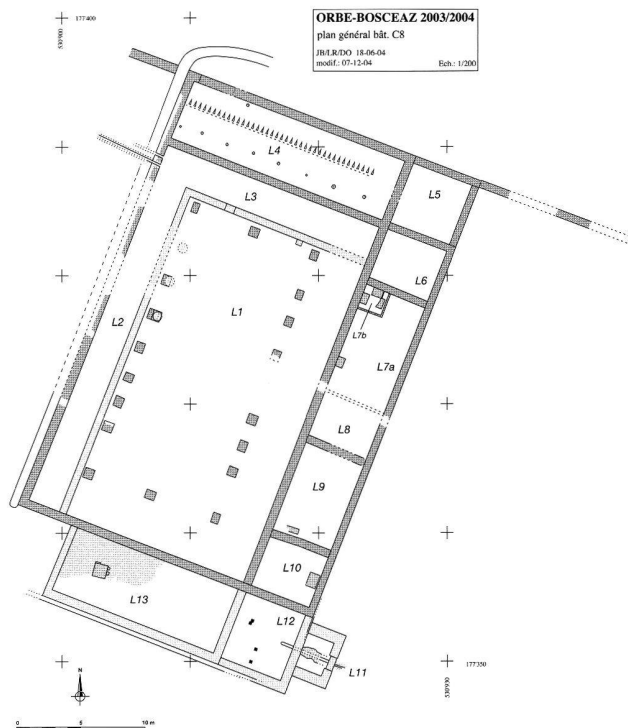 ORBE-BOSCEAZ 2003/2004
plan général bât. C8
JB/LR/DO 18-06-04
modif.: 07-12-04 Ech.: 1/200
177'400
530'900
L4
L5
L3
L6
L1
L2
L7b
L7a
L8
L9
L10
L13
L12
L11
177'350
530'930
N
0 5 10 m